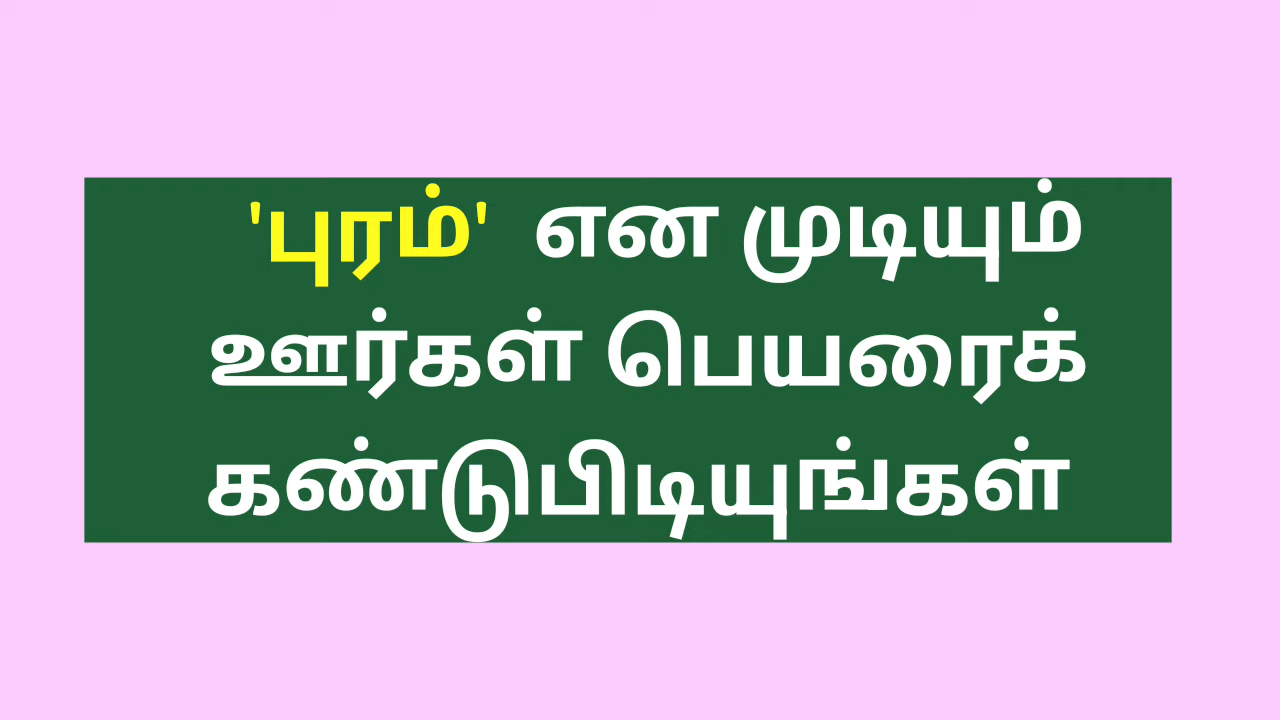 'புரம்' என முடியும்
ஊர்கள் பெயரைக்
கண்டுபிடியுங்கள்